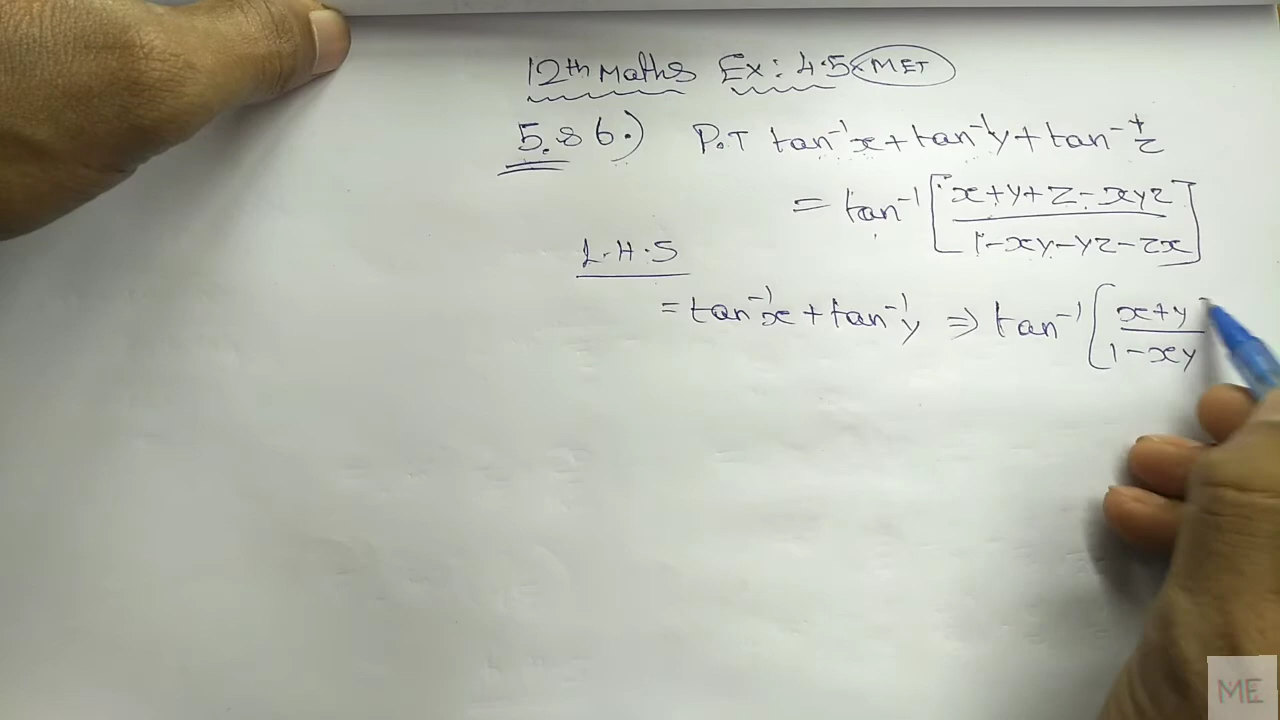 12th Maths Ex: 4.5 MET
5.&6.) P.T tan⁻¹x + tan⁻¹y + tan⁻¹z
= tan⁻¹[x+y+z-xyz / 1-xy-yz-zx]
L.H.S
= tan⁻¹x + tan⁻¹y ⇒ tan⁻¹[x+y / 1-xy
ME